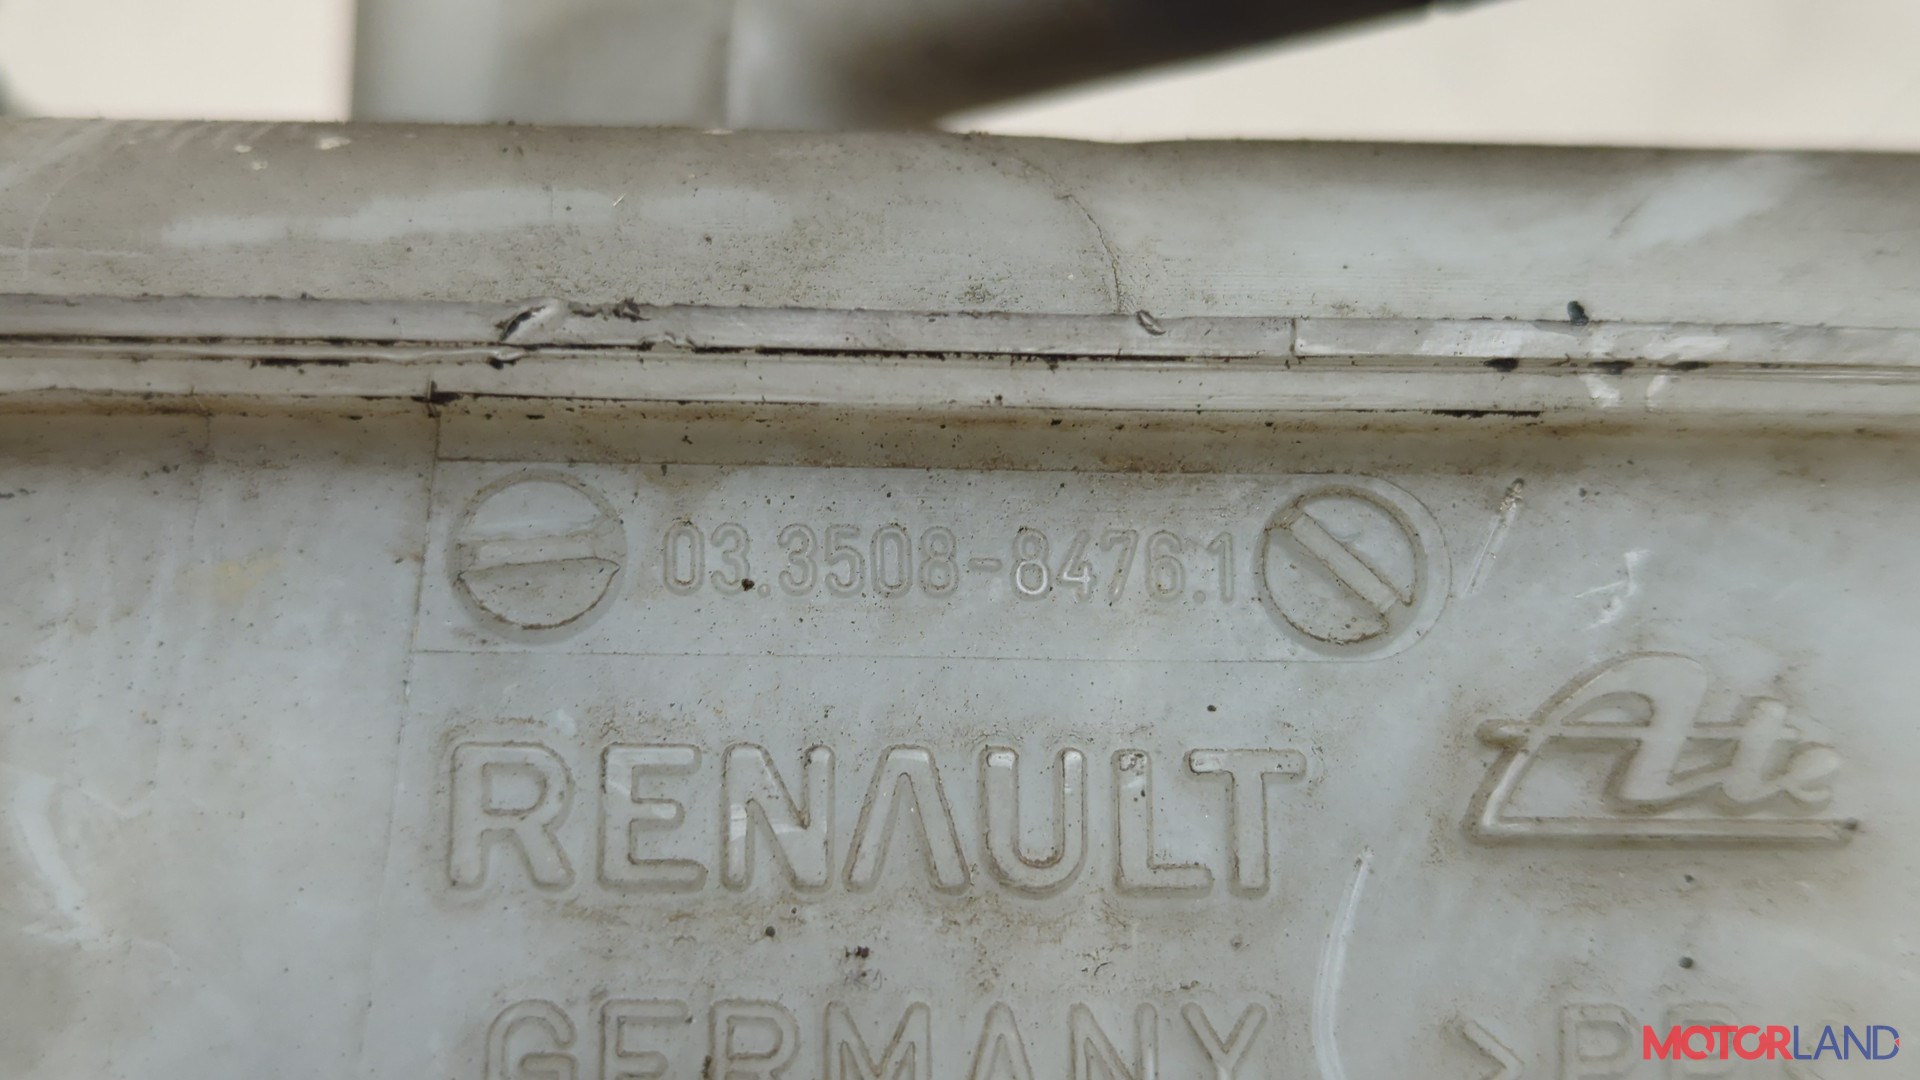 03.3508-8476.1
RENAULT
Ate
GERMANY
MOTORLAND